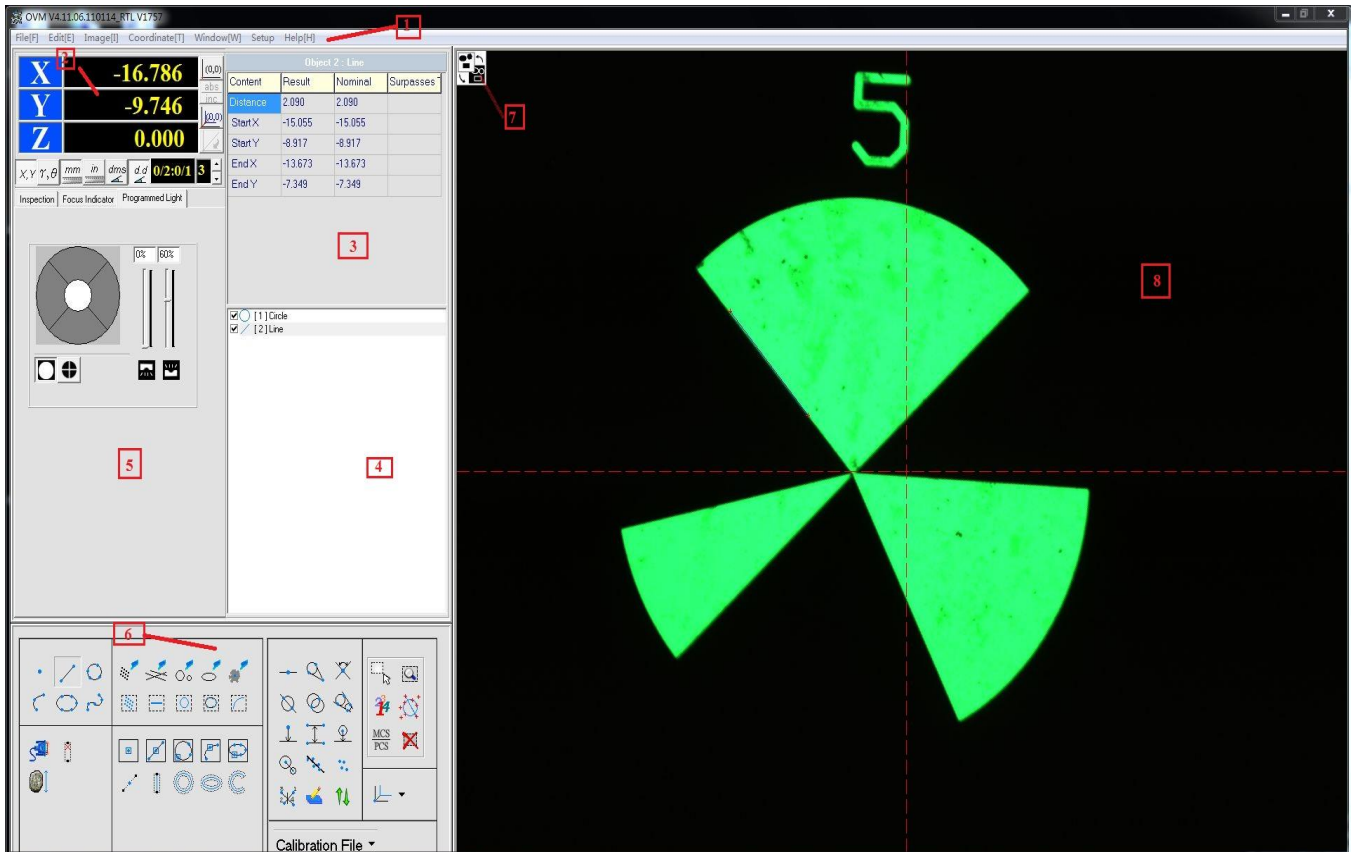 OVM V4.11.06.110114_RTL V1757
File[F] Edit[E] Image[I] Coordinate[T] Window[W] Setup Help[H]
1
2
X -16.786
Y -9.746
Z 0.000
(0,0)
abs
inc
(0,0)
X,Y r,θ mm in dms d.d 0/2:0/1 3
Inspection Focus Indicator Programmed Light
0% 60%
5
Object 2 : Line
Content Result Nominal Surpasses
Distance 2.090 2.090
Start X -15.055 -15.055
Start Y -8.917 -8.917
End X -13.673 -13.673
End Y -7.349 -7.349
3
[ 1 ] Circle
[ 2 ] Line
4
6
MCS
PCS
Calibration File
7
5
8